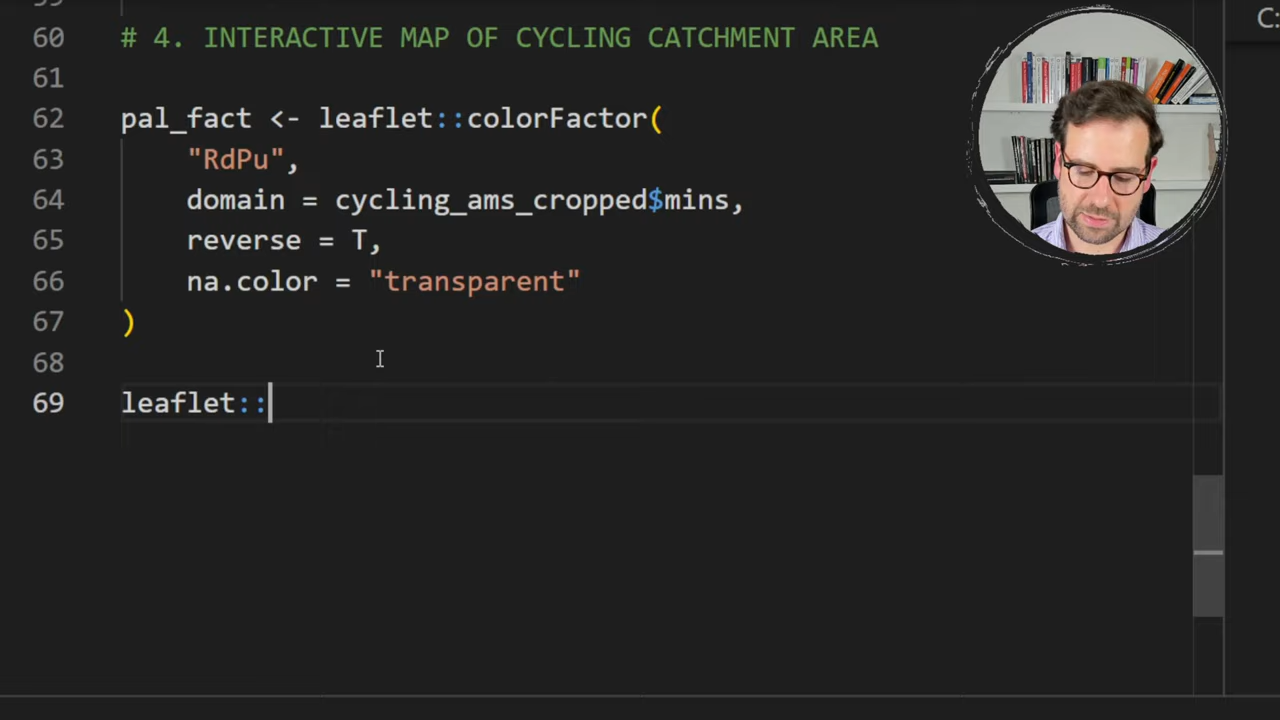 60 # 4. INTERACTIVE MAP OF CYCLING CATCHMENT AREA
61
62 pal_fact <- leaflet::colorFactor(
63 "RdPu",
64 domain = cycling_ams_cropped$mins,
65 reverse = T,
66 na.color = "transparent"
67 )
68
69 leaflet::
C: